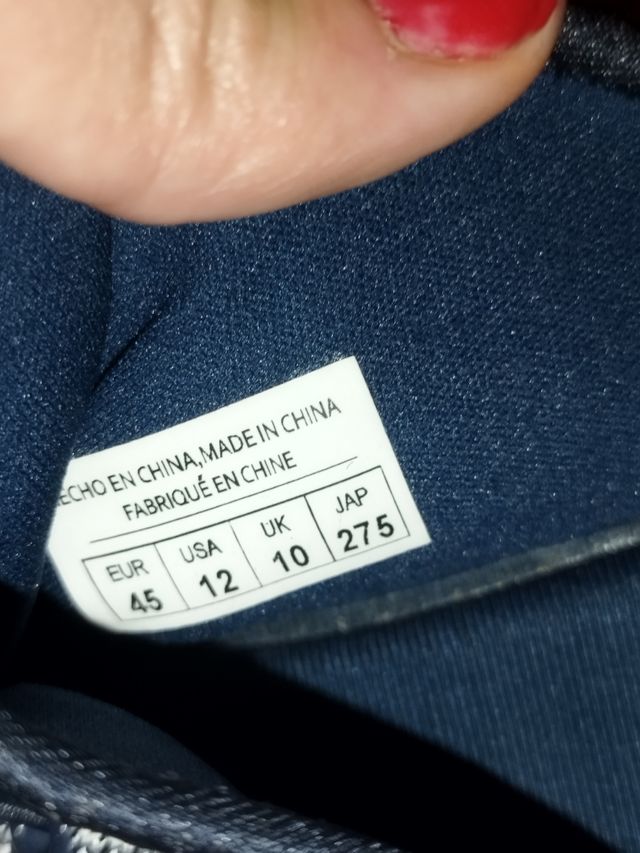 ECHO EN CHINA, MADE IN CHINA
FABRIQUÉ EN CHINE
EUR USA UK JAP
45 12 10 275